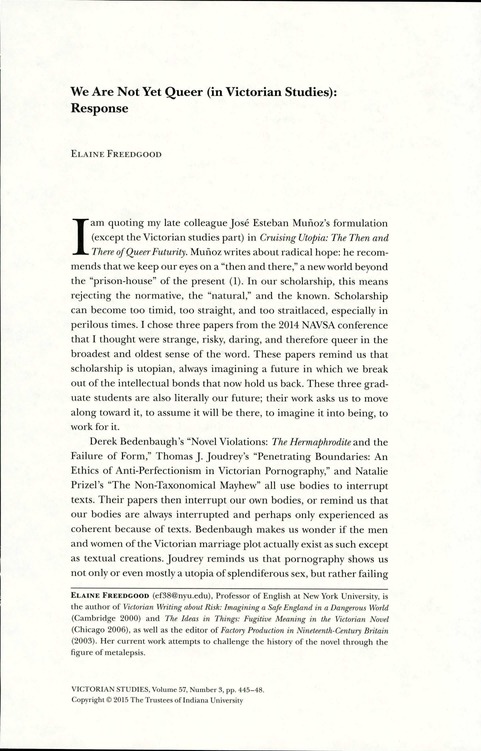 We Are Not Yet Queer (in Victorian Studies):
Response
ELAINE FREEDGOOD
I am quoting my late colleague José Esteban Muñoz's formulation
(except the Victorian studies part) in Cruising Utopia: The Then and
There of Queer Futurity. Muñoz writes about radical hope: he recom-
mends that we keep our eyes on a "then and there," a new world beyond
the "prison-house" of the present (1). In our scholarship, this means
rejecting the normative, the "natural," and the known. Scholarship
can become too timid, too straight, and too straitlaced, especially in
perilous times. I chose three papers from the 2014 NAVSA conference
that I thought were strange, risky, daring, and therefore queer in the
broadest and oldest sense of the word. These papers remind us that
scholarship is utopian, always imagining a future in which we break
out of the intellectual bonds that now hold us back. These three grad-
uate students are also literally our future; their work asks us to move
along toward it, to assume it will be there, to imagine it into being, to
work for it.
Derek Bedenbaugh's "Novel Violations: The Hermaphrodite and the
Failure of Form," Thomas J. Joudrey's "Penetrating Boundaries: An
Ethics of Anti-Perfectionism in Victorian Pornography," and Natalie
Prizel's "The Non-Taxonomical Mayhew" all use bodies to interrupt
texts. Their papers then interrupt our own bodies, or remind us that
our bodies are always interrupted and perhaps only experienced as
coherent because of texts. Bedenbaugh makes us wonder if the men
and women of the Victorian marriage plot actually exist as such except
as textual creations. Joudrey reminds us that pornography shows us
not only or even mostly a utopia of splendiferous sex, but rather failing
ELAINE FREEDGOOD (ef38@nyu.edu), Professor of English at New York University, is
the author of Victorian Writing about Risk: Imagining a Safe England in a Dangerous World
(Cambridge 2000) and The Ideas in Things: Fugitive Meaning in the Victorian Novel
(Chicago 2006), as well as the editor of Factory Production in Nineteenth-Century Britain
(2003). Her current work attempts to challenge the history of the novel through the
figure of metalepsis.
VICTORIAN STUDIES, Volume 57, Number 3, pp. 445–48.
Copyright © 2015 The Trustees of Indiana University